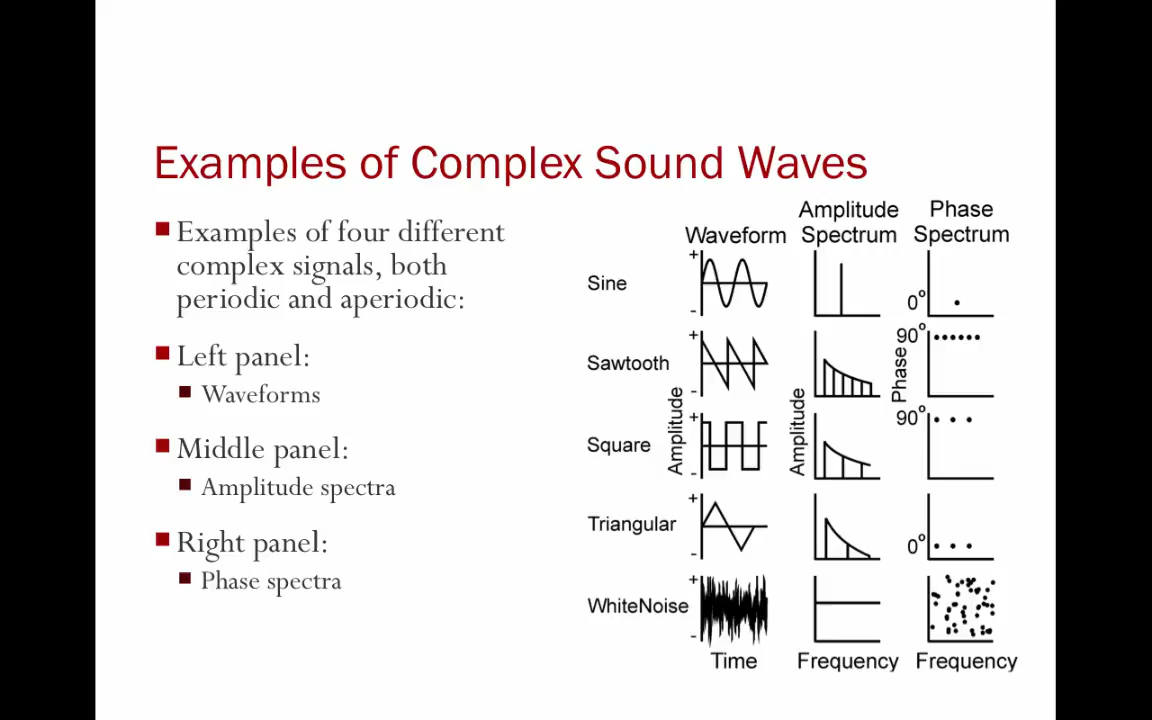 Examples of Complex Sound Waves
Examples of four different
complex signals, both
periodic and aperiodic:
Left panel:
Waveforms
Middle panel:
Amplitude spectra
Right panel:
Phase spectra
Waveform
Amplitude
Spectrum
Phase
Spectrum
Sine
+
-
0°
Sawtooth
+
-
90°
Square
+
-
90°
Triangular
+
-
0°
WhiteNoise
+
-
Amplitude
Amplitude
Phase
Time
Frequency
Frequency